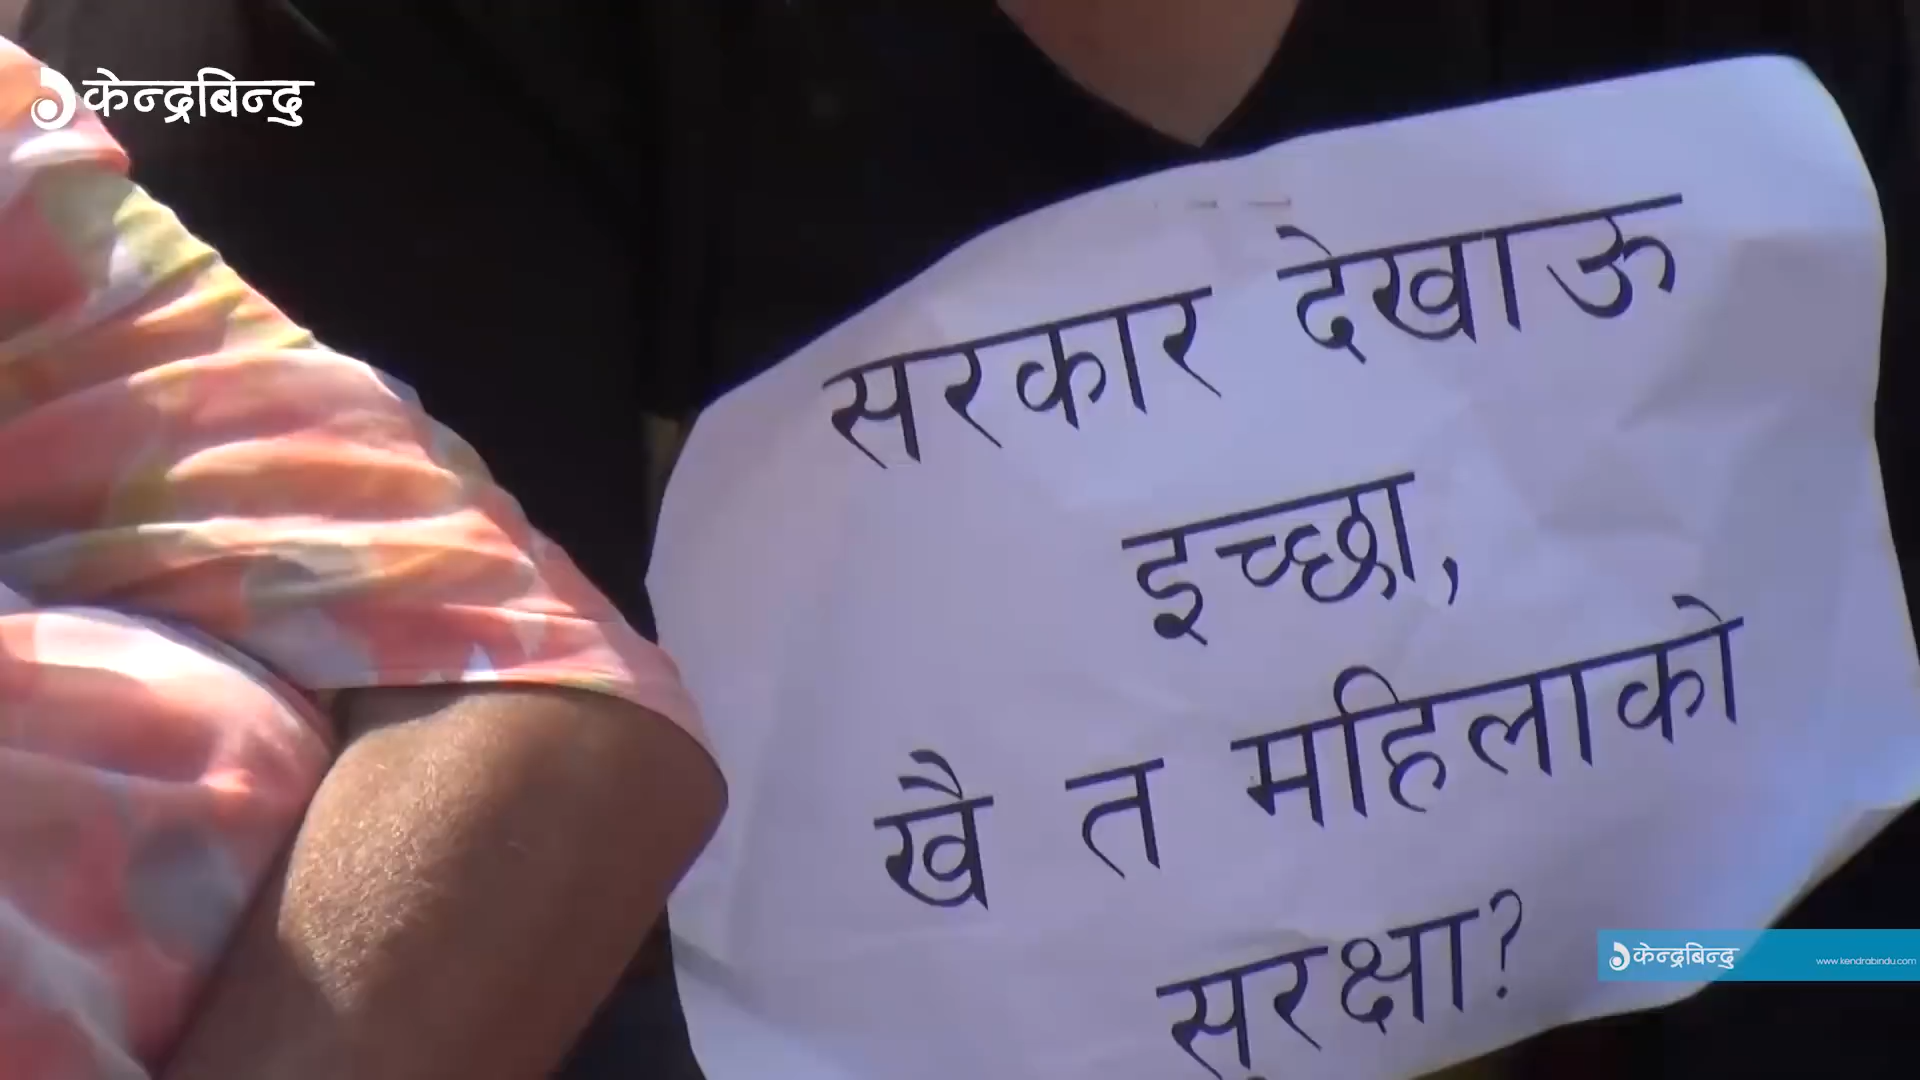 केन्द्रबिन्दु
सरकार देखाऊ
इच्छा,
खै त महिलाको
सुरक्षा?
केन्द्रबिन्दु
www.kendrabindu.com